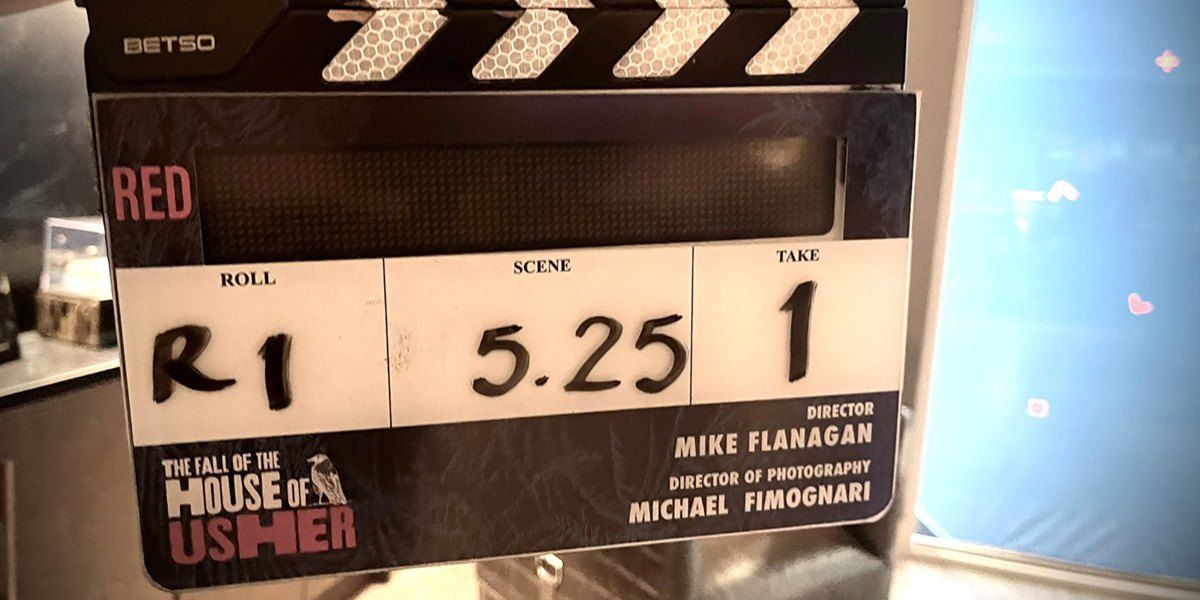 BETSO
RED
ROLL
SCENE
TAKE
R1
5.25
1
DIRECTOR
MIKE FLANAGAN
DIRECTOR OF PHOTOGRAPHY
MICHAEL FIMOGNARI
THE FALL OF THE
HOUSE OF
USHER